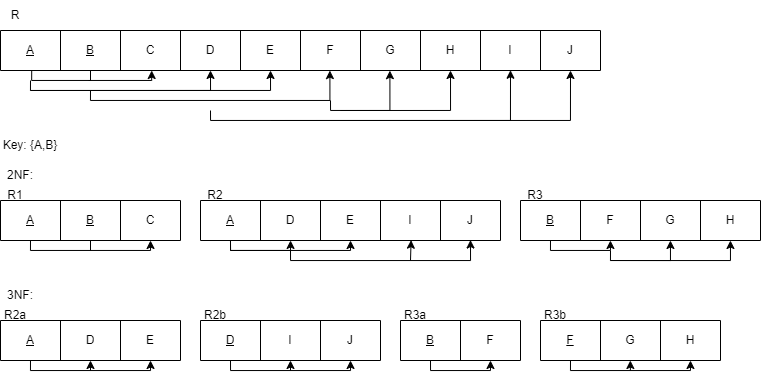 R
A B C D E F G H I J
Key: {A,B}
2NF:
R1 R2 R3
A B C A D E I J B F G H
3NF:
R2a R2b R3a R3b
A D E D I J B F F G H